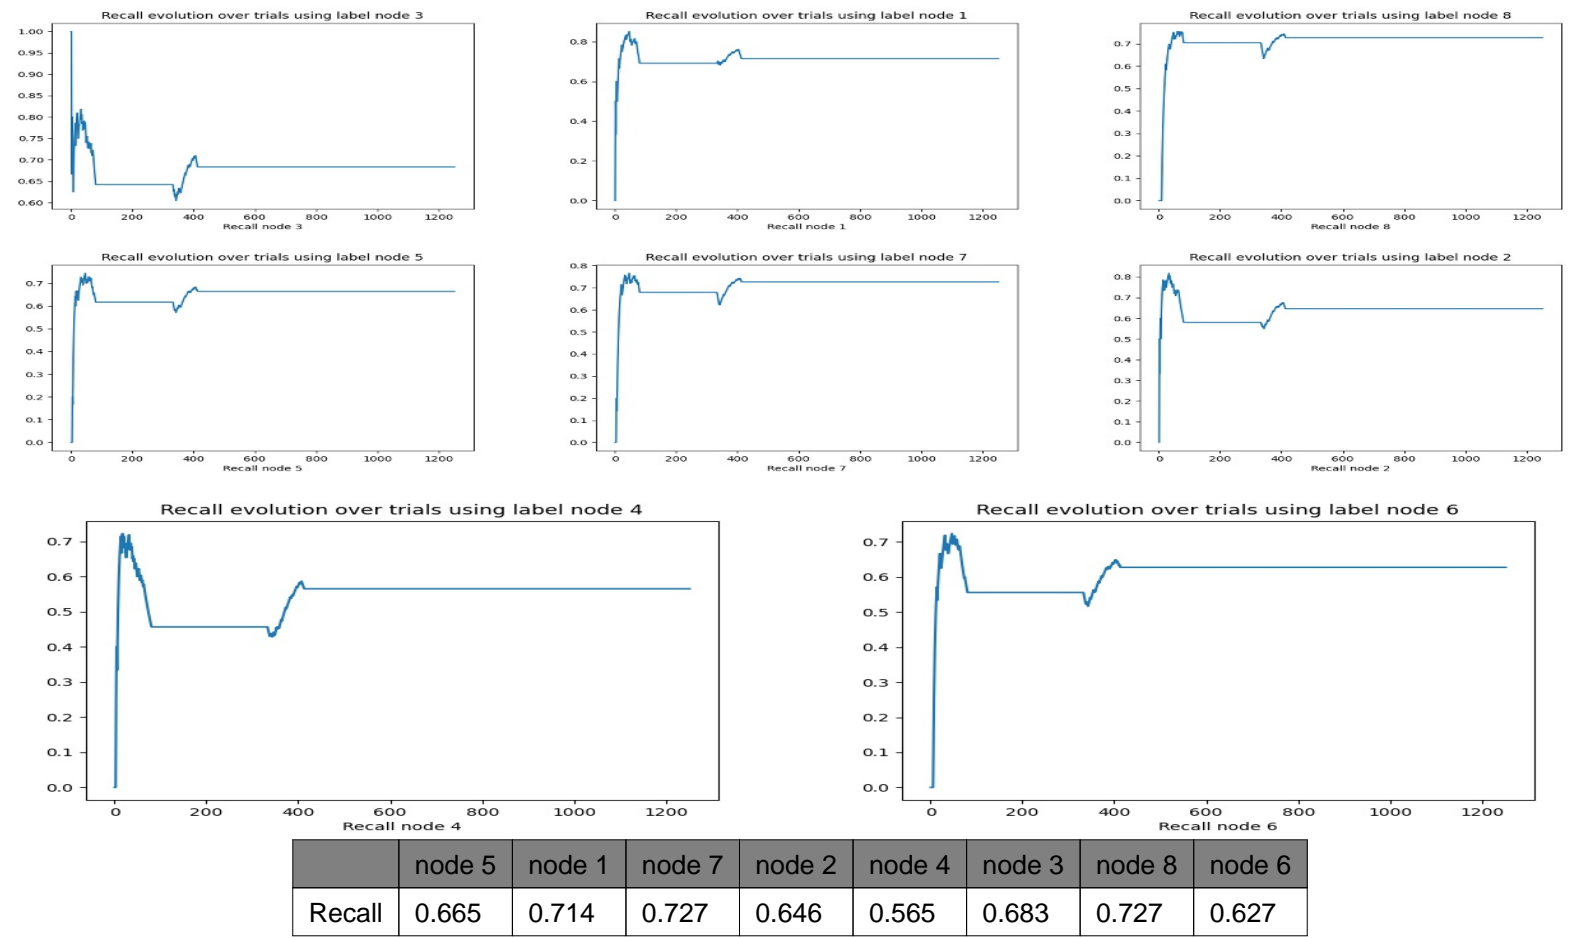 Recall evolution over trials using label node 3
1.00
0.95
0.90
0.85
0.80
0.75
0.70
0.65
0.60
0 200 400 600 800 1000 1200
Recall node 3
Recall evolution over trials using label node 1
0.8
0.6
0.4
0.2
0.0
0 200 400 600 800 1000 1200
Recall node 1
Recall evolution over trials using label node 8
0.7
0.6
0.5
0.4
0.3
0.2
0.1
0.0
0 200 400 600 800 1000 1200
Recall node 8
Recall evolution over trials using label node 5
0.7
0.6
0.5
0.4
0.3
0.2
0.1
0.0
0 200 400 600 800 1000 1200
Recall node 5
Recall evolution over trials using label node 7
0.8
0.7
0.6
0.5
0.4
0.3
0.2
0.1
0.0
0 200 400 600 800 1000 1200
Recall node 7
Recall evolution over trials using label node 2
0.8
0.7
0.6
0.5
0.4
0.3
0.2
0.1
0.0
0 200 400 600 800 1000 1200
Recall node 2
Recall evolution over trials using label node 4
0.7
0.6
0.5
0.4
0.3
0.2
0.1
0.0
0 200 400 600 800 1000 1200
Recall node 4
Recall evolution over trials using label node 6
0.7
0.6
0.5
0.4
0.3
0.2
0.1
0.0
0 200 400 600 800 1000 1200
Recall node 6
node 5 node 1 node 7 node 2 node 4 node 3 node 8 node 6
Recall 0.665 0.714 0.727 0.646 0.565 0.683 0.727 0.627